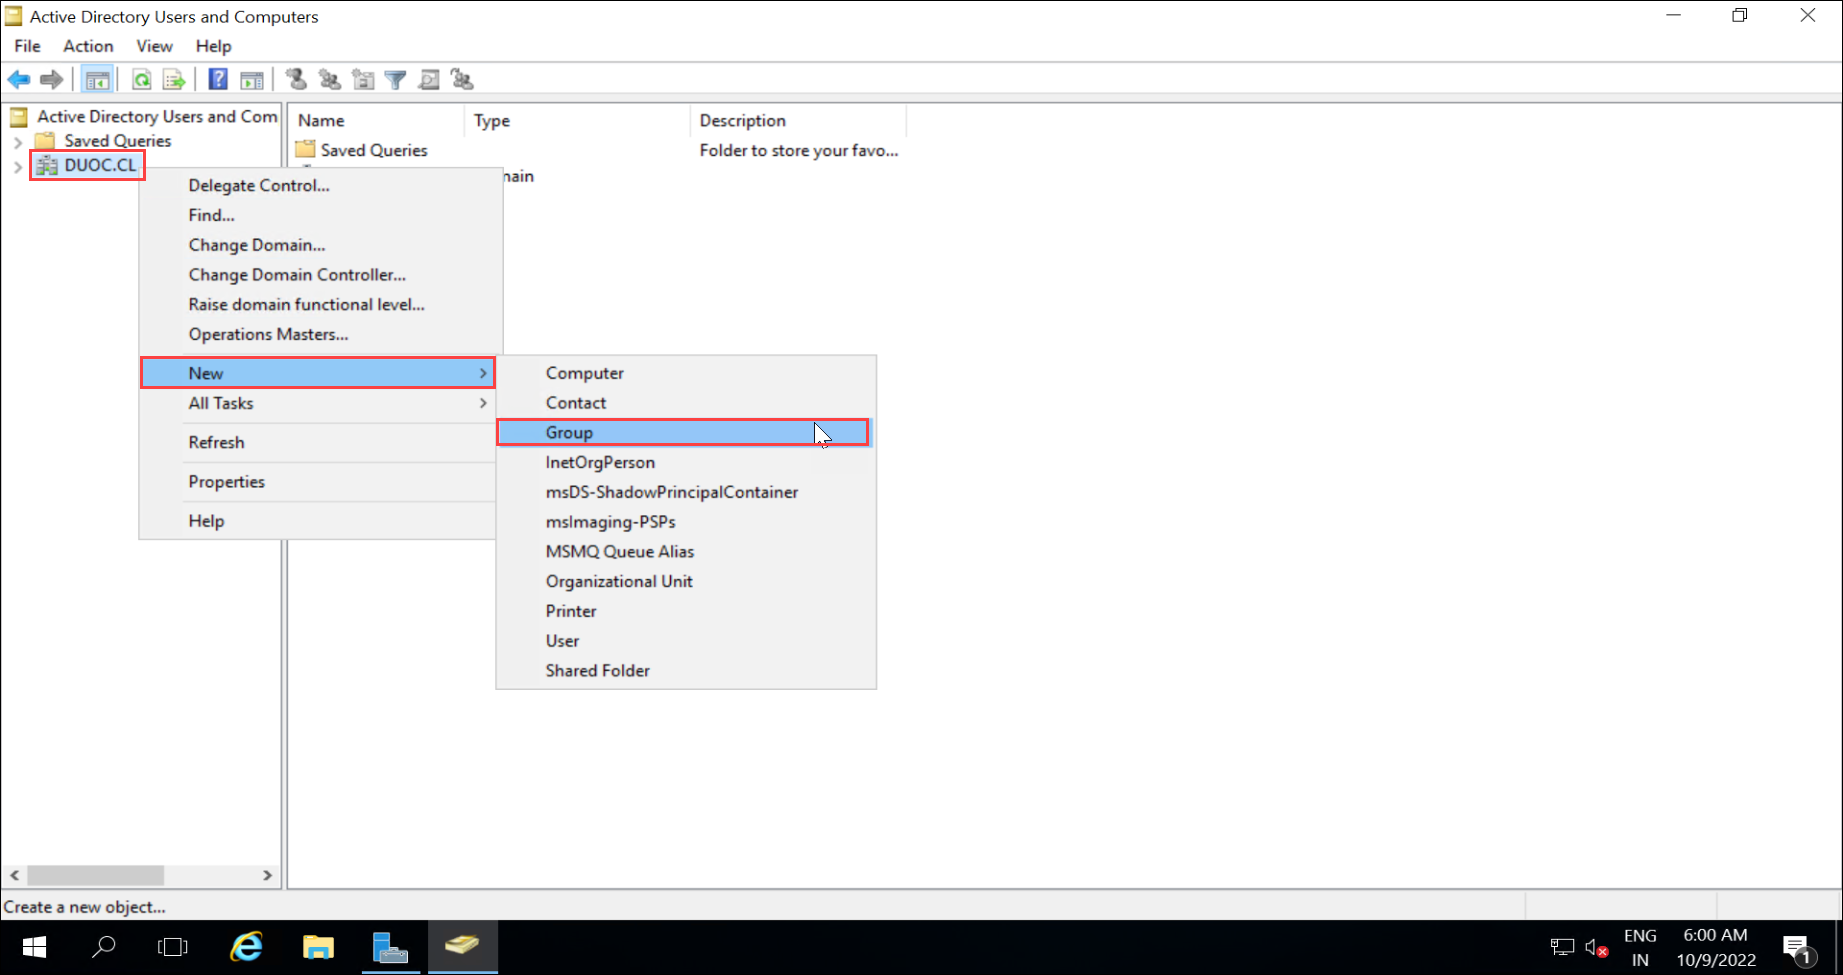 Active Directory Users and Computers
File Action View Help
Active Directory Users and Com
Saved Queries
DUOC.CL
Name Type Description
Saved Queries Folder to store your favo...
main
Delegate Control...
Find...
Change Domain...
Change Domain Controller...
Raise domain functional level...
Operations Masters...
New
All Tasks
Refresh
Properties
Help
Computer
Contact
Group
InetOrgPerson
msDS-ShadowPrincipalContainer
msImaging-PSPs
MSMQ Queue Alias
Organizational Unit
Printer
User
Shared Folder
Create a new object...
ENG
IN
6:00 AM
10/9/2022
1